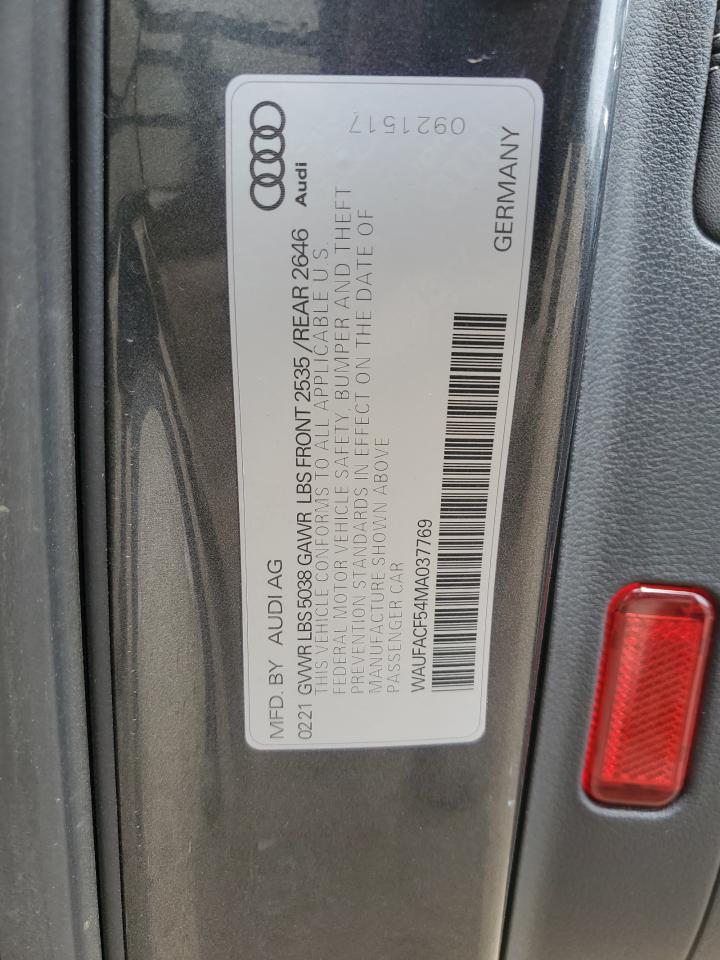 MFD. BY AUDI AG
0221 GVWR LBS 5038 GAWR LBS FRONT 2535 /REAR 2646
THIS VEHICLE CONFORMS TO ALL APPLICABLE U S.
FEDERAL MOTOR VEHICLE SAFETY, BUMPER AND THEFT
PREVENTION STANDARDS IN EFFECT ON THE DATE OF
MANUFACTURE SHOWN ABOVE
PASSENGER CAR
WAUFACF54MA037769
Audi
0921517
GERMANY